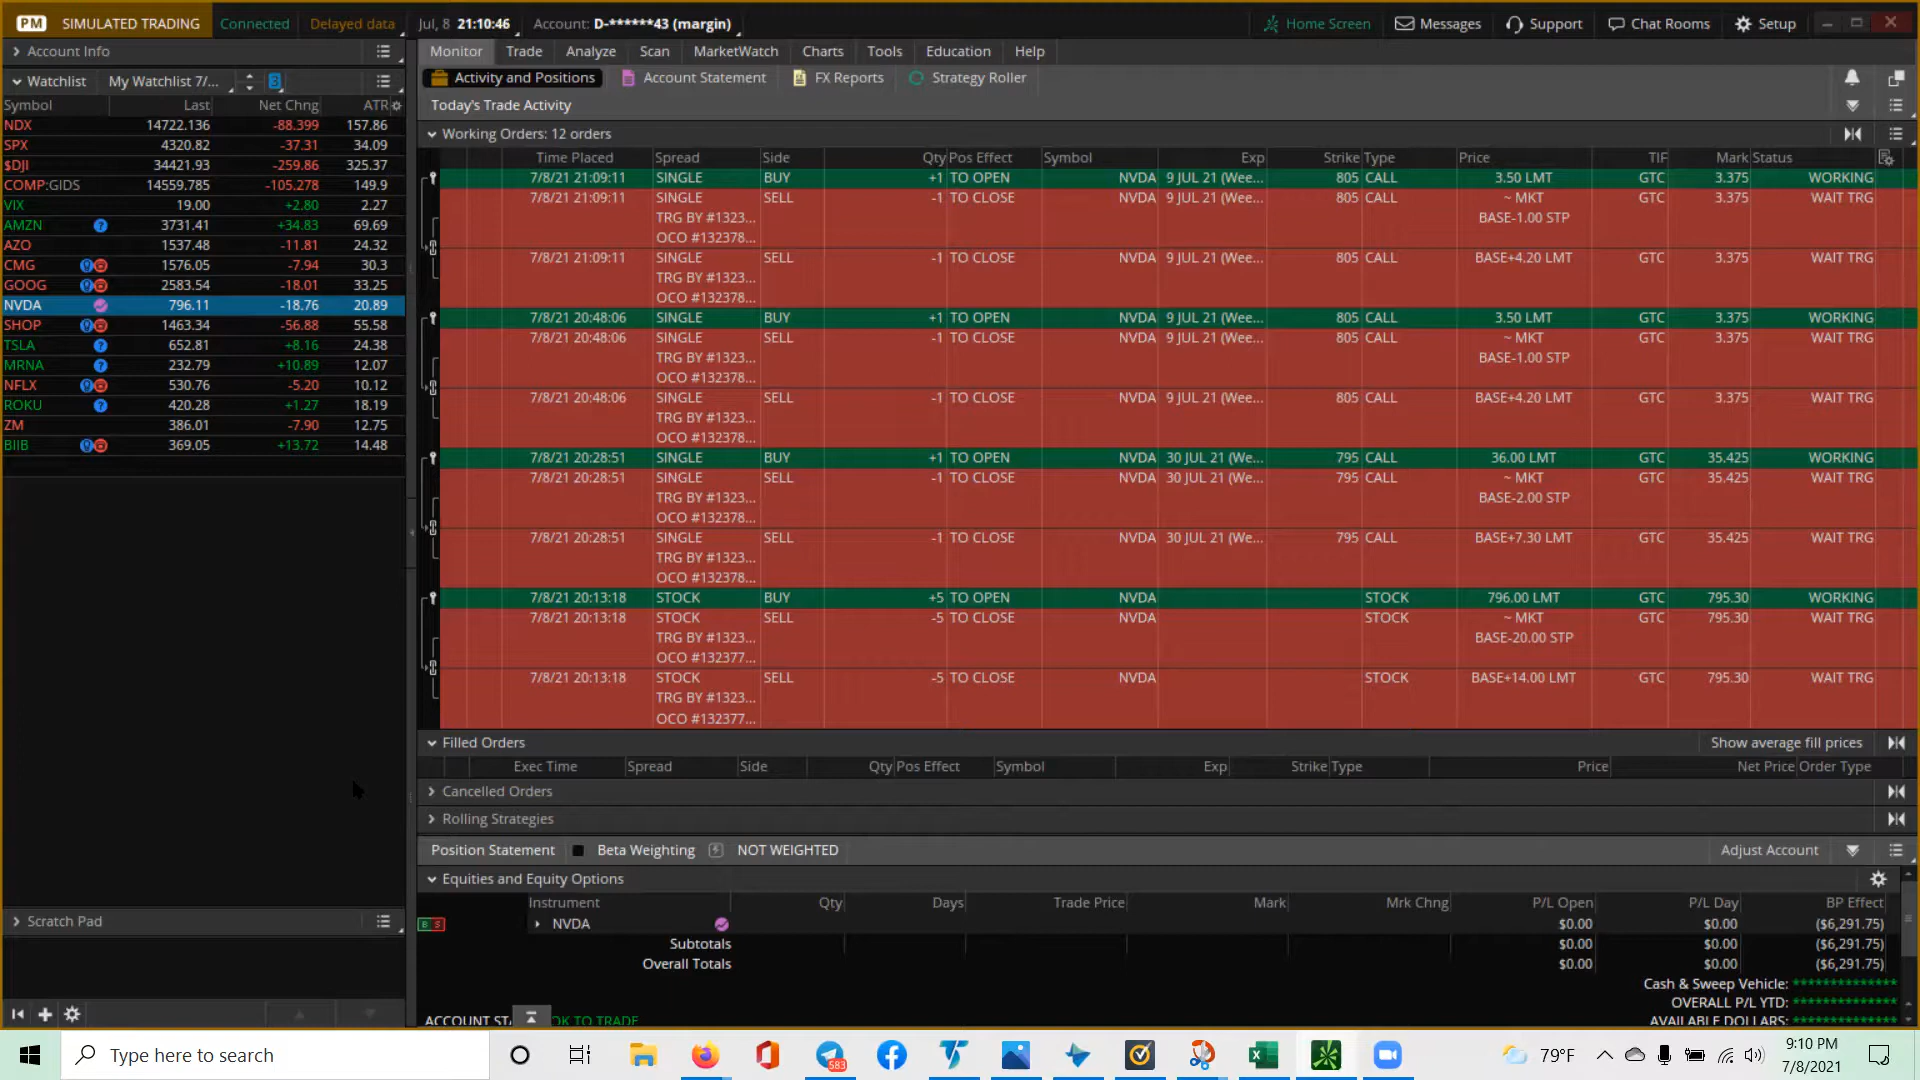 PM SIMULATED TRADING Connected Delayed data Jul, 8 21:10:46 Account: D-******43 (margin) Home Screen Messages Support Chat Rooms Setup
Account Info
Monitor Trade Analyze Scan MarketWatch Charts Tools Education Help
Watchlist My Watchlist 7/... 3
Activity and Positions Account Statement FX Reports Strategy Roller
Symbol Last Net Chng ATR
NDX 14722.136 -88.399 157.86
SPX 4320.82 -37.31 34.09
$DJI 34421.93 -259.86 325.37
COMP:GIDS 14559.785 -105.278 149.9
VIX 19.00 +2.80 2.27
AMZN 3731.41 +34.83 69.69
AZO 1537.48 -11.81 24.32
CMG 1576.05 -7.94 30.3
GOOG 2583.54 -18.01 33.25
NVDA 796.11 -18.76 20.89
SHOP 1463.34 -56.88 55.58
TSLA 652.81 +8.16 24.38
MRNA 232.79 +10.89 12.07
NFLX 530.76 -5.20 10.12
ROKU 420.28 +1.27 18.19
ZM 386.01 -7.90 12.75
BIIB 369.05 +13.72 14.48
Scratch Pad
Today's Trade Activity
Working Orders: 12 orders
Time Placed Spread Side Qty Pos Effect Symbol Exp Strike Type Price TIF Mark Status
7/8/21 21:09:11 SINGLE BUY +1 TO OPEN NVDA 9 JUL 21 (Wee... 805 CALL 3.50 LMT GTC 3.375 WORKING
7/8/21 21:09:11 SINGLE SELL -1 TO CLOSE NVDA 9 JUL 21 (Wee... 805 CALL ~ MKT GTC 3.375 WAIT TRG
TRG BY #1323... BASE-1.00 STP
OCO #132378...
7/8/21 21:09:11 SINGLE SELL -1 TO CLOSE NVDA 9 JUL 21 (Wee... 805 CALL BASE+4.20 LMT GTC 3.375 WAIT TRG
TRG BY #1323...
OCO #132378...
7/8/21 20:48:06 SINGLE BUY +1 TO OPEN NVDA 9 JUL 21 (Wee... 805 CALL 3.50 LMT GTC 3.375 WORKING
7/8/21 20:48:06 SINGLE SELL -1 TO CLOSE NVDA 9 JUL 21 (Wee... 805 CALL ~ MKT GTC 3.375 WAIT TRG
TRG BY #1323... BASE-1.00 STP
OCO #132378...
7/8/21 20:48:06 SINGLE SELL -1 TO CLOSE NVDA 9 JUL 21 (Wee... 805 CALL BASE+4.20 LMT GTC 3.375 WAIT TRG
TRG BY #1323...
OCO #132378...
7/8/21 20:28:51 SINGLE BUY +1 TO OPEN NVDA 30 JUL 21 (We... 795 CALL 36.00 LMT GTC 35.425 WORKING
7/8/21 20:28:51 SINGLE SELL -1 TO CLOSE NVDA 30 JUL 21 (We... 795 CALL ~ MKT GTC 35.425 WAIT TRG
TRG BY #1323... BASE-2.00 STP
OCO #132378...
7/8/21 20:28:51 SINGLE SELL -1 TO CLOSE NVDA 30 JUL 21 (We... 795 CALL BASE+7.30 LMT GTC 35.425 WAIT TRG
TRG BY #1323...
OCO #132378...
7/8/21 20:13:18 STOCK BUY +5 TO OPEN NVDA STOCK 796.00 LMT GTC 795.30 WORKING
7/8/21 20:13:18 STOCK SELL -5 TO CLOSE NVDA STOCK ~ MKT GTC 795.30 WAIT TRG
TRG BY #1323... BASE-20.00 STP
OCO #132377...
7/8/21 20:13:18 STOCK SELL -5 TO CLOSE NVDA STOCK BASE+14.00 LMT GTC 795.30 WAIT TRG
TRG BY #1323...
OCO #132377...
Filled Orders Show average fill prices
Exec Time Spread Side Qty Pos Effect Symbol Exp Strike Type Price Net Price Order Type
Cancelled Orders
Rolling Strategies
Position Statement Beta Weighting NOT WEIGHTED Adjust Account
Equities and Equity Options
Instrument Qty Days Trade Price Mark Mrk Chng P/L Open P/L Day BP Effect
B S NVDA $0.00 $0.00 ($6,291.75)
Subtotals $0.00 $0.00 ($6,291.75)
Overall Totals $0.00 $0.00 ($6,291.75)
Cash & Sweep Vehicle: **************
OVERALL P/L YTD: **************
ACCOUNT STA OK TO TRADE AVAILABLE DOLLARS: **************
Type here to search 583 79°F 9:10 PM
7/8/2021